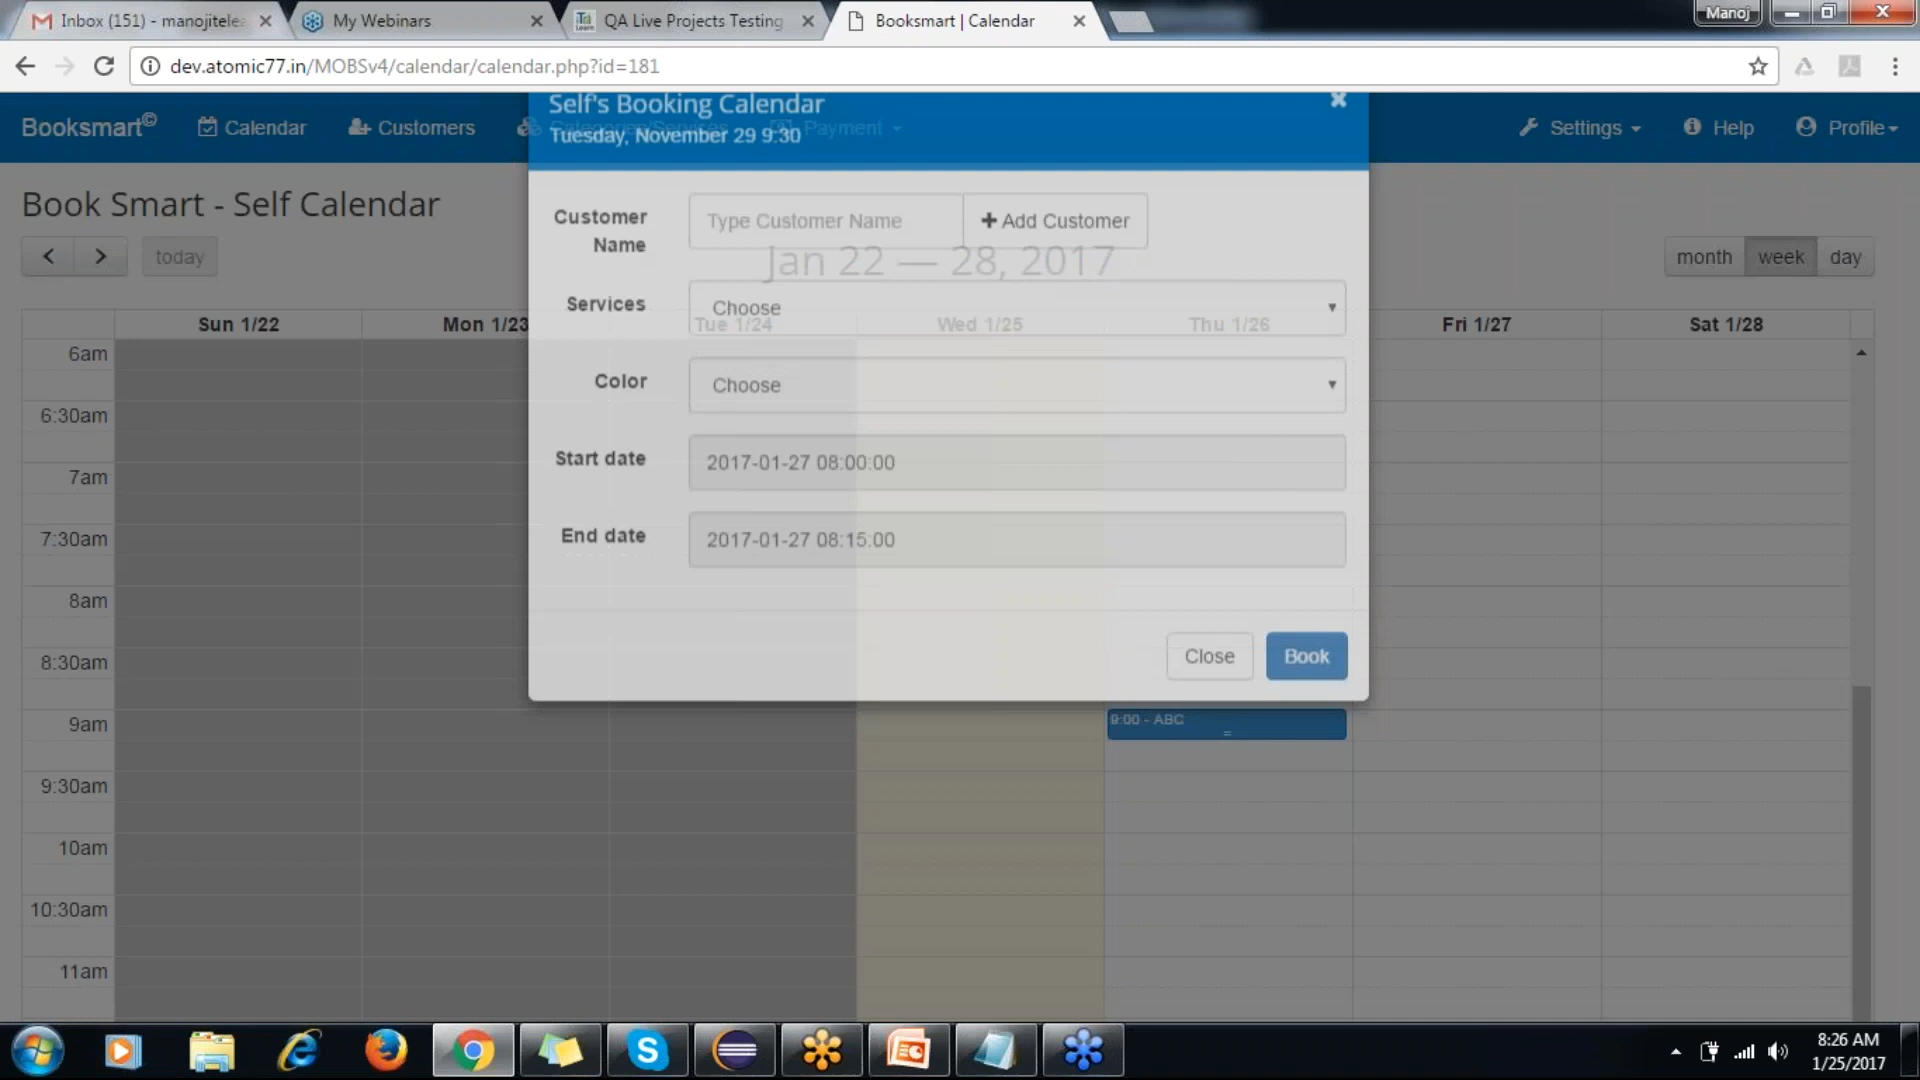 Inbox (151) - manojitelea
My Webinars
QA Live Projects Testing
Booksmart | Calendar
Manoj
dev.atomic77.in/MOBSv4/calendar/calendar.php?id=181
Booksmart©
Calendar
Customers
Categories/Services
Payment
Settings
Help
Profile
Self's Booking Calendar
Tuesday, November 29 9:30
Book Smart - Self Calendar
today
Jan 22 — 28, 2017
month
week
day
Customer Name
Type Customer Name
Add Customer
Services
Choose
Color
Choose
Start date
2017-01-27 08:00:00
End date
2017-01-27 08:15:00
Close
Book
Sun 1/22
Mon 1/23
Tue 1/24
Wed 1/25
Thu 1/26
Fri 1/27
Sat 1/28
6am
6:30am
7am
7:30am
8am
8:30am
9am
9:00 - ABC
9:30am
10am
10:30am
11am
8:26 AM
1/25/2017